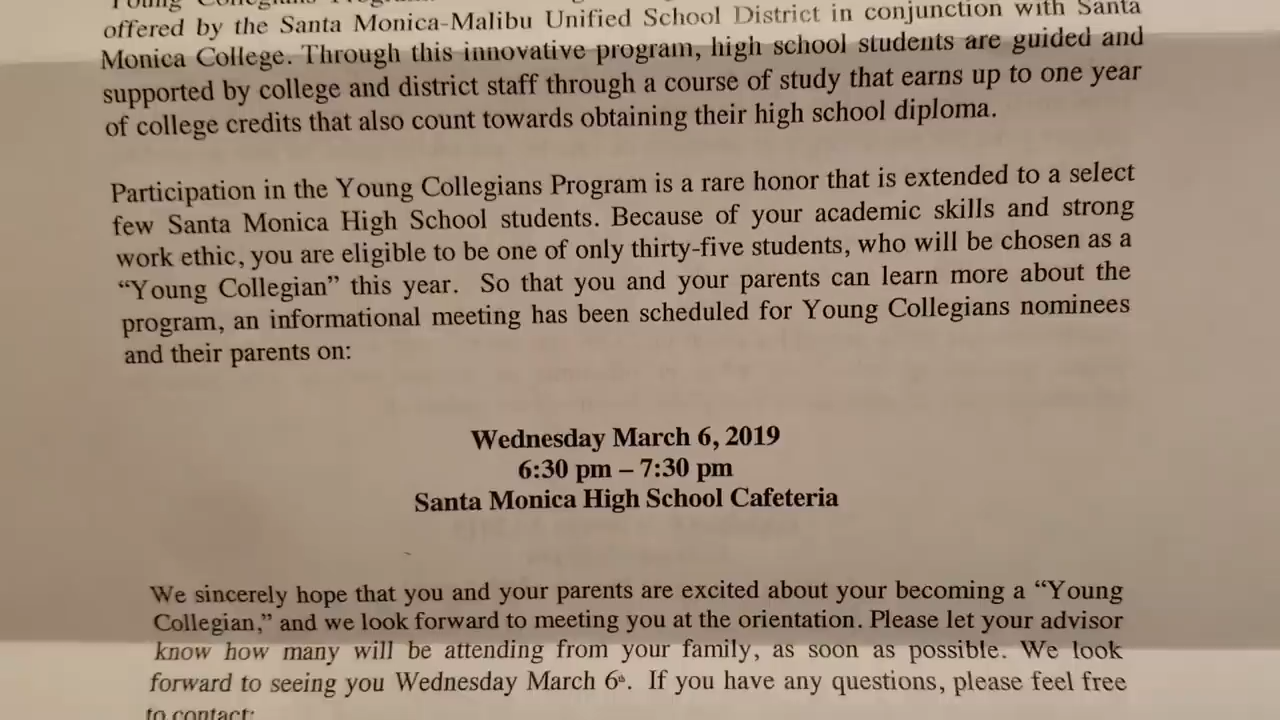 Young Collegians Program
offered by the Santa Monica-Malibu Unified School District in conjunction with Santa
Monica College. Through this innovative program, high school students are guided and
supported by college and district staff through a course of study that earns up to one year
of college credits that also count towards obtaining their high school diploma.
Participation in the Young Collegians Program is a rare honor that is extended to a select
few Santa Monica High School students. Because of your academic skills and strong
work ethic, you are eligible to be one of only thirty-five students, who will be chosen as a
“Young Collegian” this year. So that you and your parents can learn more about the
program, an informational meeting has been scheduled for Young Collegians nominees
and their parents on:
Wednesday March 6, 2019
6:30 pm – 7:30 pm
Santa Monica High School Cafeteria
We sincerely hope that you and your parents are excited about your becoming a “Young
Collegian,” and we look forward to meeting you at the orientation. Please let your advisor
know how many will be attending from your family, as soon as possible. We look
forward to seeing you Wednesday March 6th. If you have any questions, please feel free
to contact: